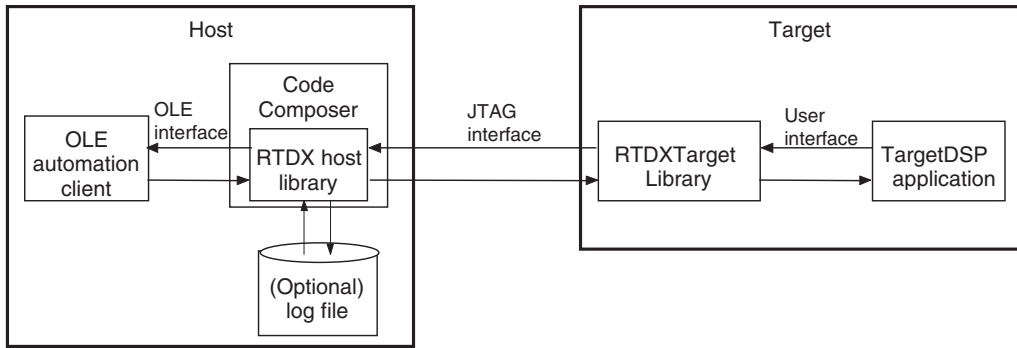 Host
Target
Code
Composer
OLE
interface
JTAG
interface
User
interface
OLE
automation
client
RTDX host
library
RTDXTarget
Library
TargetDSP
application
(Optional)
log file